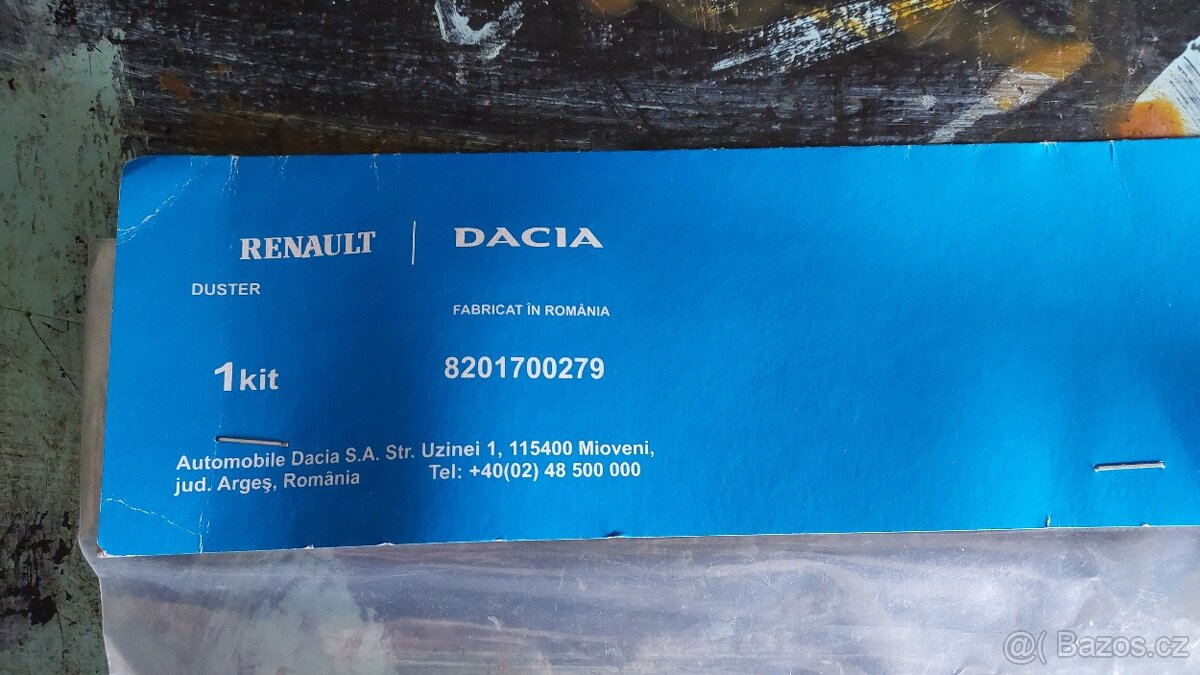 RENAULT | DACIA
DUSTER
FABRICAT ÎN ROMÂNIA
1kit
8201700279
Automobile Dacia S.A. Str. Uzinei 1, 115400 Mioveni,
jud. Argeş, România Tel: +40(02) 48 500 000
@( Bazos.cz